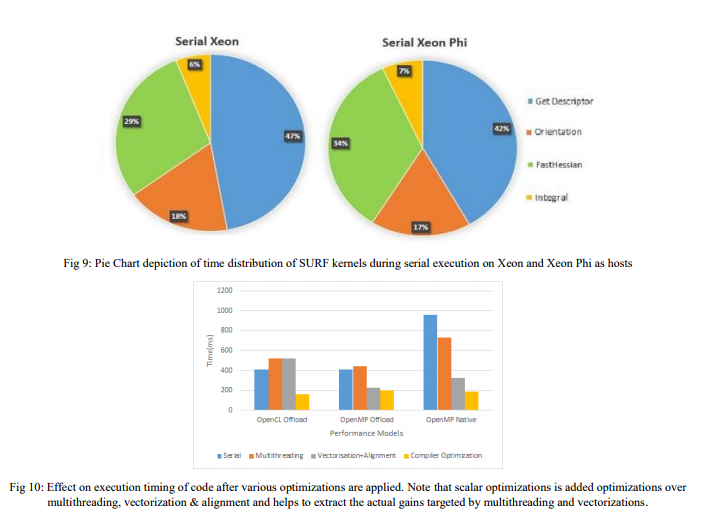 Serial Xeon
6%
29%
47%
18%
Serial Xeon Phi
7%
34%
42%
17%
Get Descriptor
Orientation
FastHessian
Integral
Fig 9: Pie Chart depiction of time distribution of SURF kernels during serial execution on Xeon and Xeon Phi as hosts
1200
1000
800
600
400
200
0
Time(ms)
OpenCL Offload OpenMP Offload OpenMP Native
Performance Models
Serial Multithreading Vectorisation+Alignment Compiler Optimization
Fig 10: Effect on execution timing of code after various optimizations are applied. Note that scalar optimizations is added optimizations over
multithreading, vectorization & alignment and helps to extract the actual gains targeted by multithreading and vectorizations.